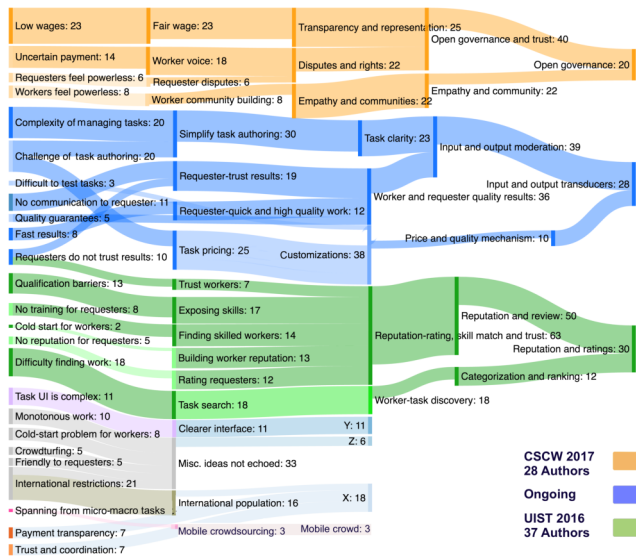 Low wages: 23
Fair wage: 23
Transparency and representation: 25
Open governance and trust: 40
Uncertain payment: 14
Worker voice: 18
Disputes and rights: 22
Open governance: 20
Requesters feel powerless: 6
Requester disputes: 6
Workers feel powerless: 8
Worker community building: 8
Empathy and communities: 22
Empathy and community: 22
Complexity of managing tasks: 20
Simplify task authoring: 30
Task clarity: 23
Input and output moderation: 39
Challenge of task authoring: 20
Difficult to test tasks: 3
Requester-trust results: 19
Input and output transducers: 28
No communication to requester: 11
Worker and requester quality results: 36
Quality guarantees: 5
Requester-quick and high quality work: 12
Fast results: 8
Price and quality mechanism: 10
Requesters do not trust results: 10
Task pricing: 25
Customizations: 38
Qualification barriers: 13
Trust workers: 7
No training for requesters: 8
Exposing skills: 17
Reputation and review: 50
Cold start for workers: 2
Finding skilled workers: 14
Reputation-rating, skill match and trust: 63
No reputation for requesters: 5
Reputation and ratings: 30
Difficulty finding work: 18
Building worker reputation: 13
Rating requesters: 12
Categorization and ranking: 12
Task UI is complex: 11
Task search: 18
Worker-task discovery: 18
Monotonous work: 10
Clearer interface: 11
Y: 11
Cold-start problem for workers: 8
Z: 6
Crowdturfing: 5
Friendly to requesters: 5
Misc. ideas not echoed: 33
International restrictions: 21
International population: 16
X: 18
Spanning from micro-macro tasks
Payment transparency: 7
Mobile crowdsourcing: 3
Mobile crowd: 3
Trust and coordination: 7
CSCW 2017
28 Authors
Ongoing
UIST 2016
37 Authors